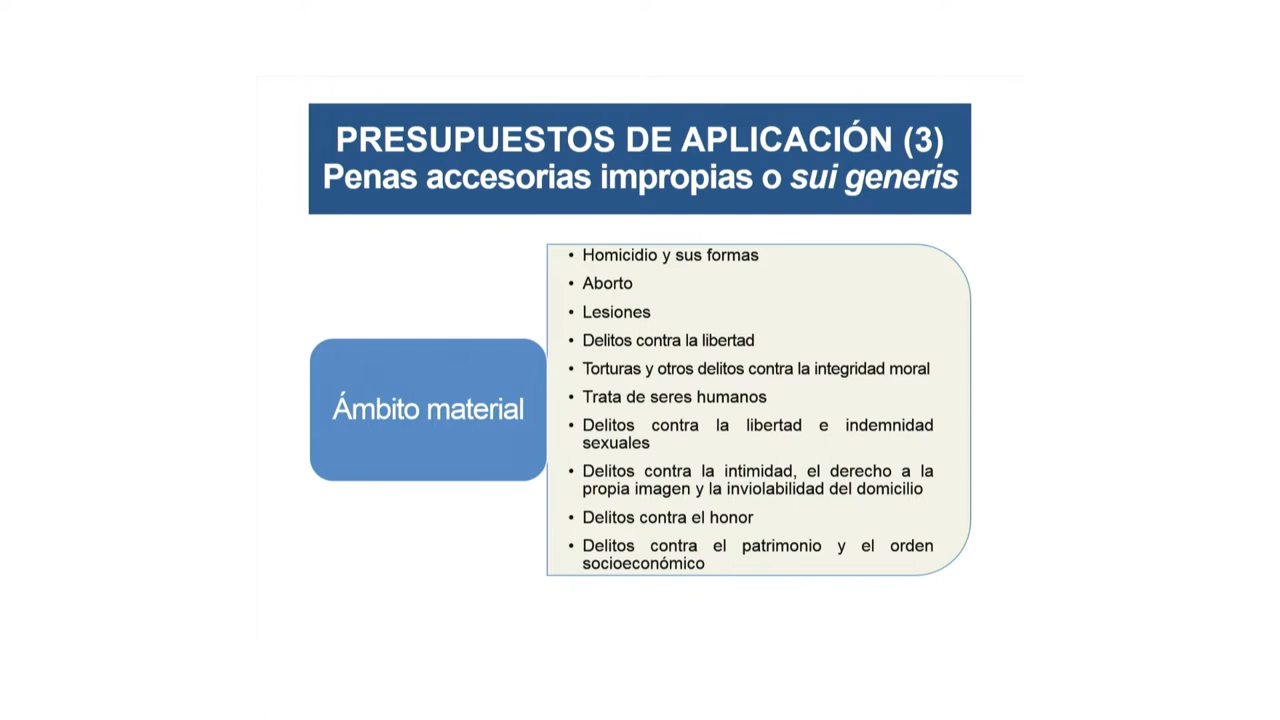 PRESUPUESTOS DE APLICACIÓN (3)
Penas accesorias impropias o sui generis
Ámbito material
• Homicidio y sus formas
• Aborto
• Lesiones
• Delitos contra la libertad
• Torturas y otros delitos contra la integridad moral
• Trata de seres humanos
• Delitos contra la libertad e indemnidad
sexuales
• Delitos contra la intimidad, el derecho a la
propia imagen y la inviolabilidad del domicilio
• Delitos contra el honor
• Delitos contra el patrimonio y el orden
socioeconómico